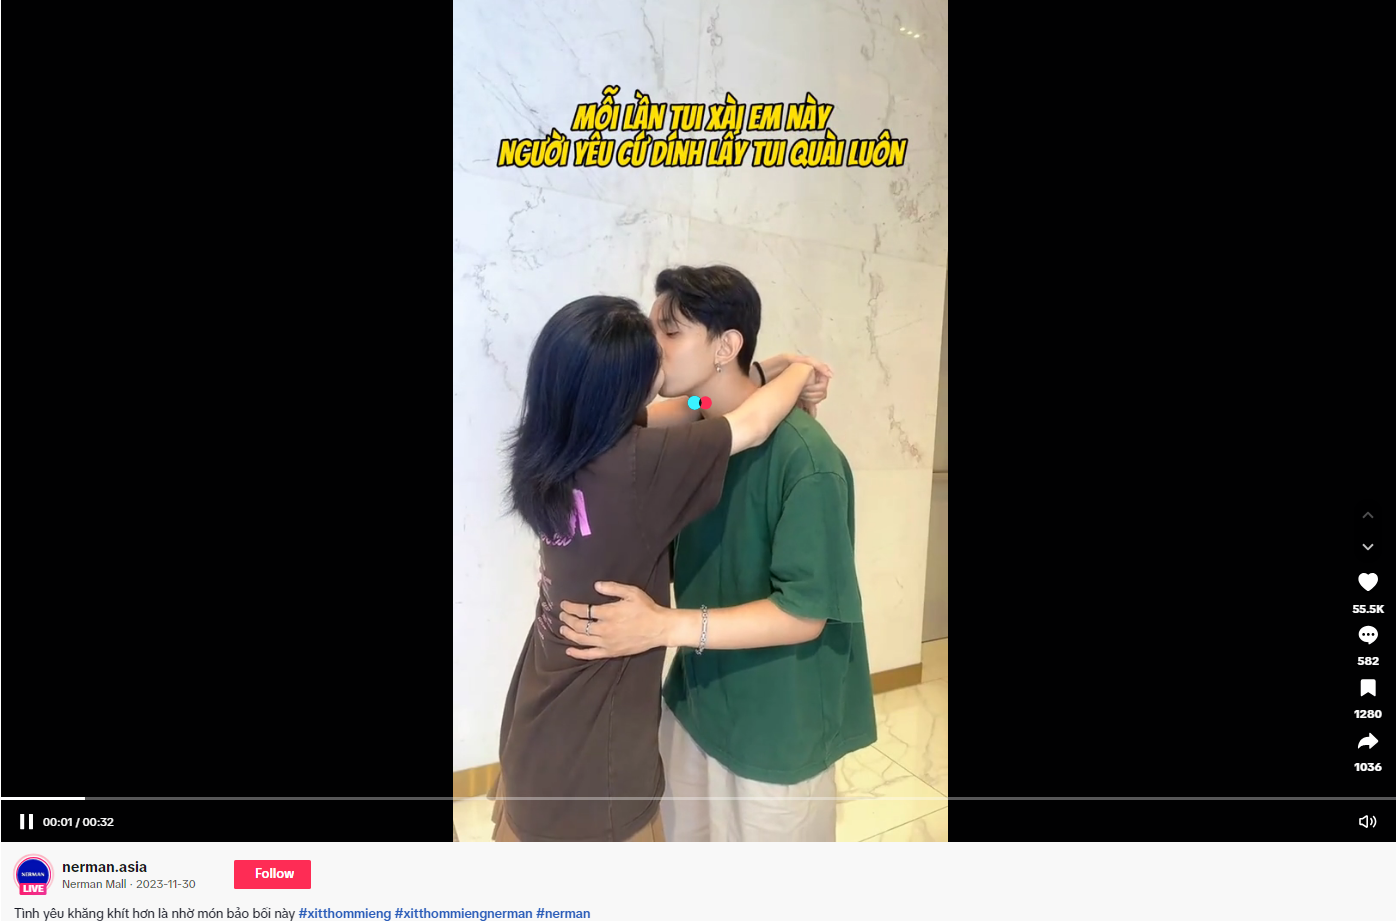 MỖI LẦN TUI XÀI EM NÀY
NGƯỜI YÊU CỨ DÍNH LẤY TUI QUÀI LUÔN
55.5K
582
1280
1036
00:01 / 00:32
NERMAN
LIVE
nerman.asia
Nerman Mall · 2023-11-30
Follow
Tình yêu khăng khít hơn là nhờ món bảo bối này #xitthommieng #xitthommiengnerman #nerman